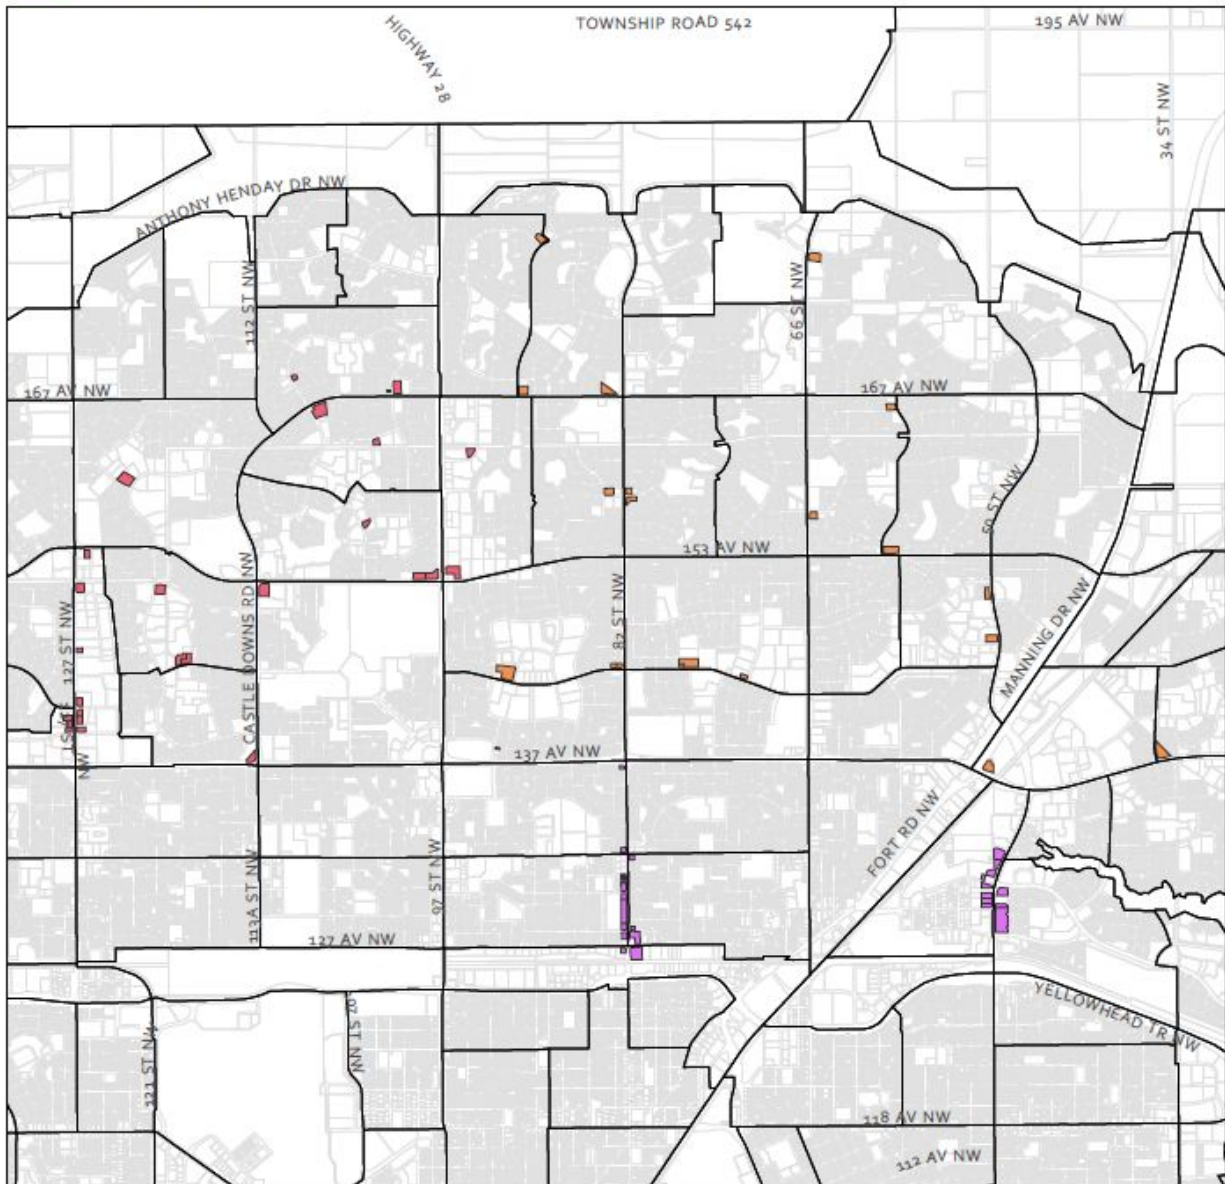 TOWNSHIP ROAD 542
195 AV NW
HIGHWAY 28
34 ST NW
ANTHONY HENDAY DR NW
112 ST NW
66 ST NW
167 AV NW
167 AV NW
50 ST NW
153 AV NW
82 ST NW
127 ST NW
CASTLE DOWNS RD NW
MANNING DR NW
ST
NW
137 AV NW
FORT RD NW
97 ST NW
113A ST NW
127 AV NW
YELLOWHEAD TR NW
121 ST NW
107 ST NW
118 AV NW
112 AV NW